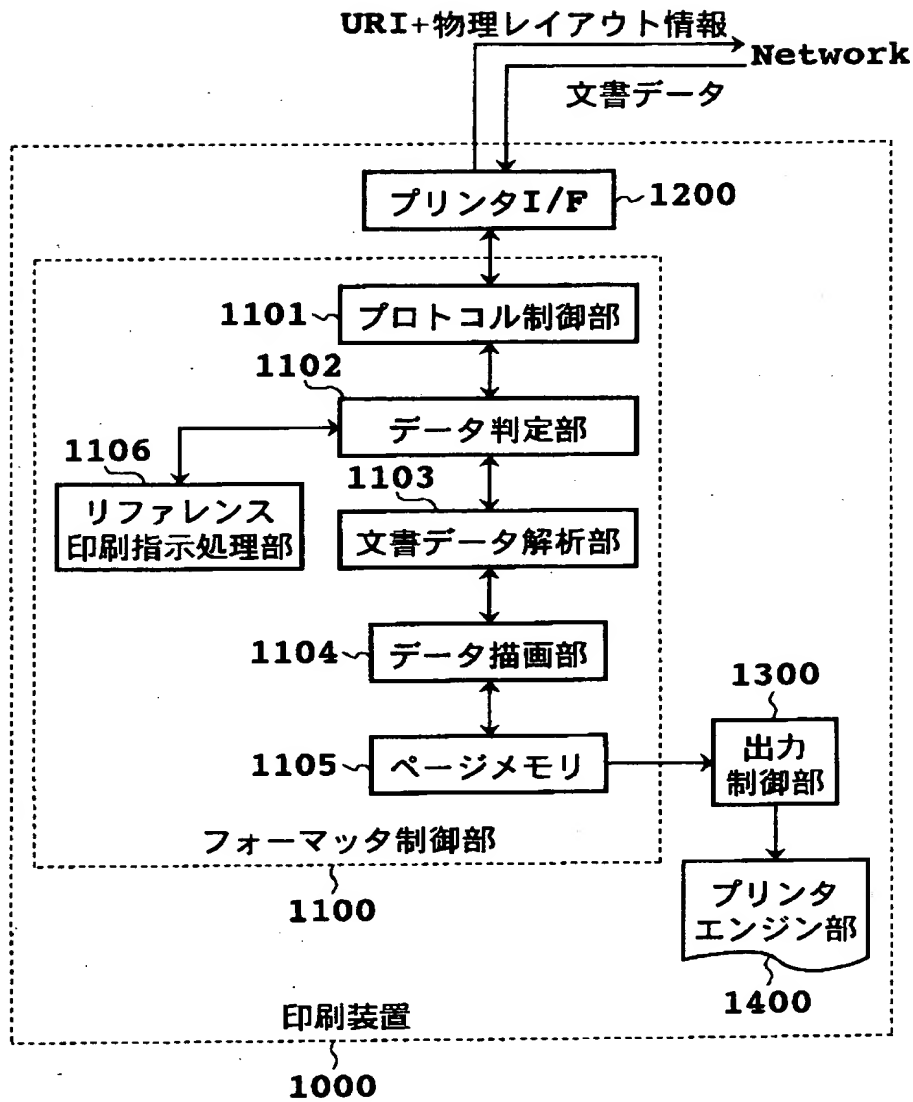 URI+物理レイアウト情報
Network
文書データ
プリンタI/F
1200
1101
プロトコル制御部
1102
データ判定部
1106
1103
リファレンス
印刷指示処理部
文書データ解析部
1104
データ描画部
1300
1105
ページメモリ
出力
制御部
フォーマッタ制御部
1100
プリンタ
エンジン部
1400
印刷装置
1000